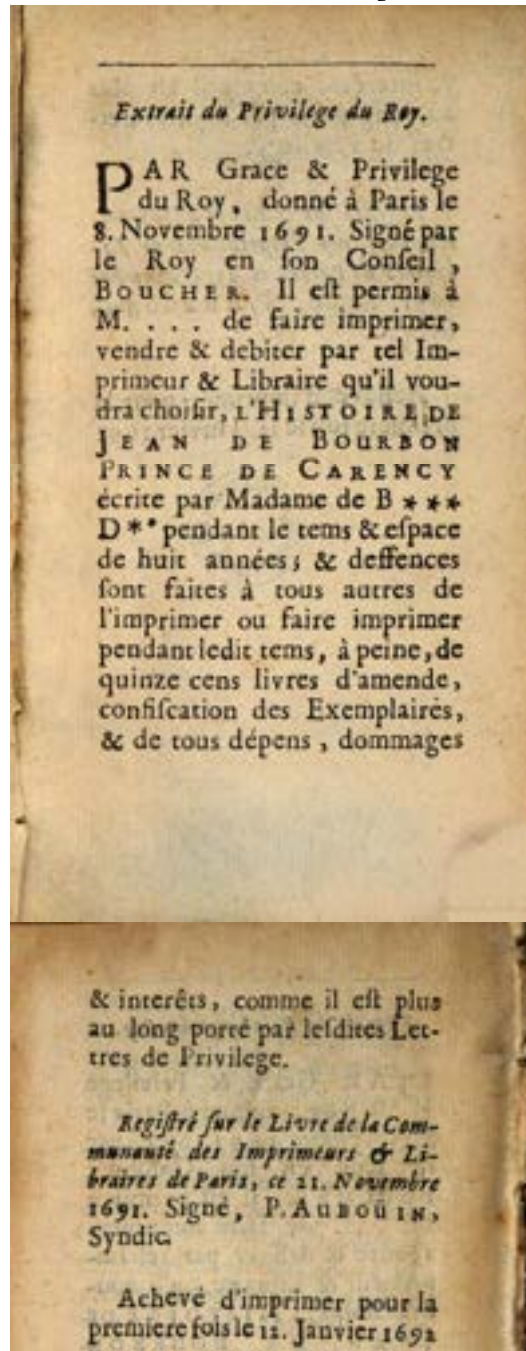 Extrait du Privilege du Roy.
PAR Grace & Privilege
du Roy, donné à Paris le
8. Novembre 1691. Signé par
le Roy en ſon Conſeil ,
BOUCHER. Il eſt permis à
M. . . . . de faire imprimer,
vendre & debiter par tel Im-
primeur & Libraire qu'il vou-
dra choiſir, L'HISTOIRE DE
JEAN DE BOURBON
PRINCE DE CARENCY
écrite par Madame de B ***
D ** pendant le tems & eſpace
de huit années; & deffences
ſont faites à tous autres de
l'imprimer ou faire imprimer
pendant ledit tems, à peine, de
quinze cens livres d'amende,
confiſcation des Exemplaires,
& de tous dépens , dommages
& interêts, comme il eſt plus
au long porté par leſdites Let-
tres de Privilege.
Regiſtré ſur le Livre de la Com-
munauté des Imprimeurs & Li-
braires de Paris, ce 21. Novembre
1691. Signé, P. AUBOÜIN,
Syndic.
Achevé d'imprimer pour la
premiere fois le 12. Janvier 1692